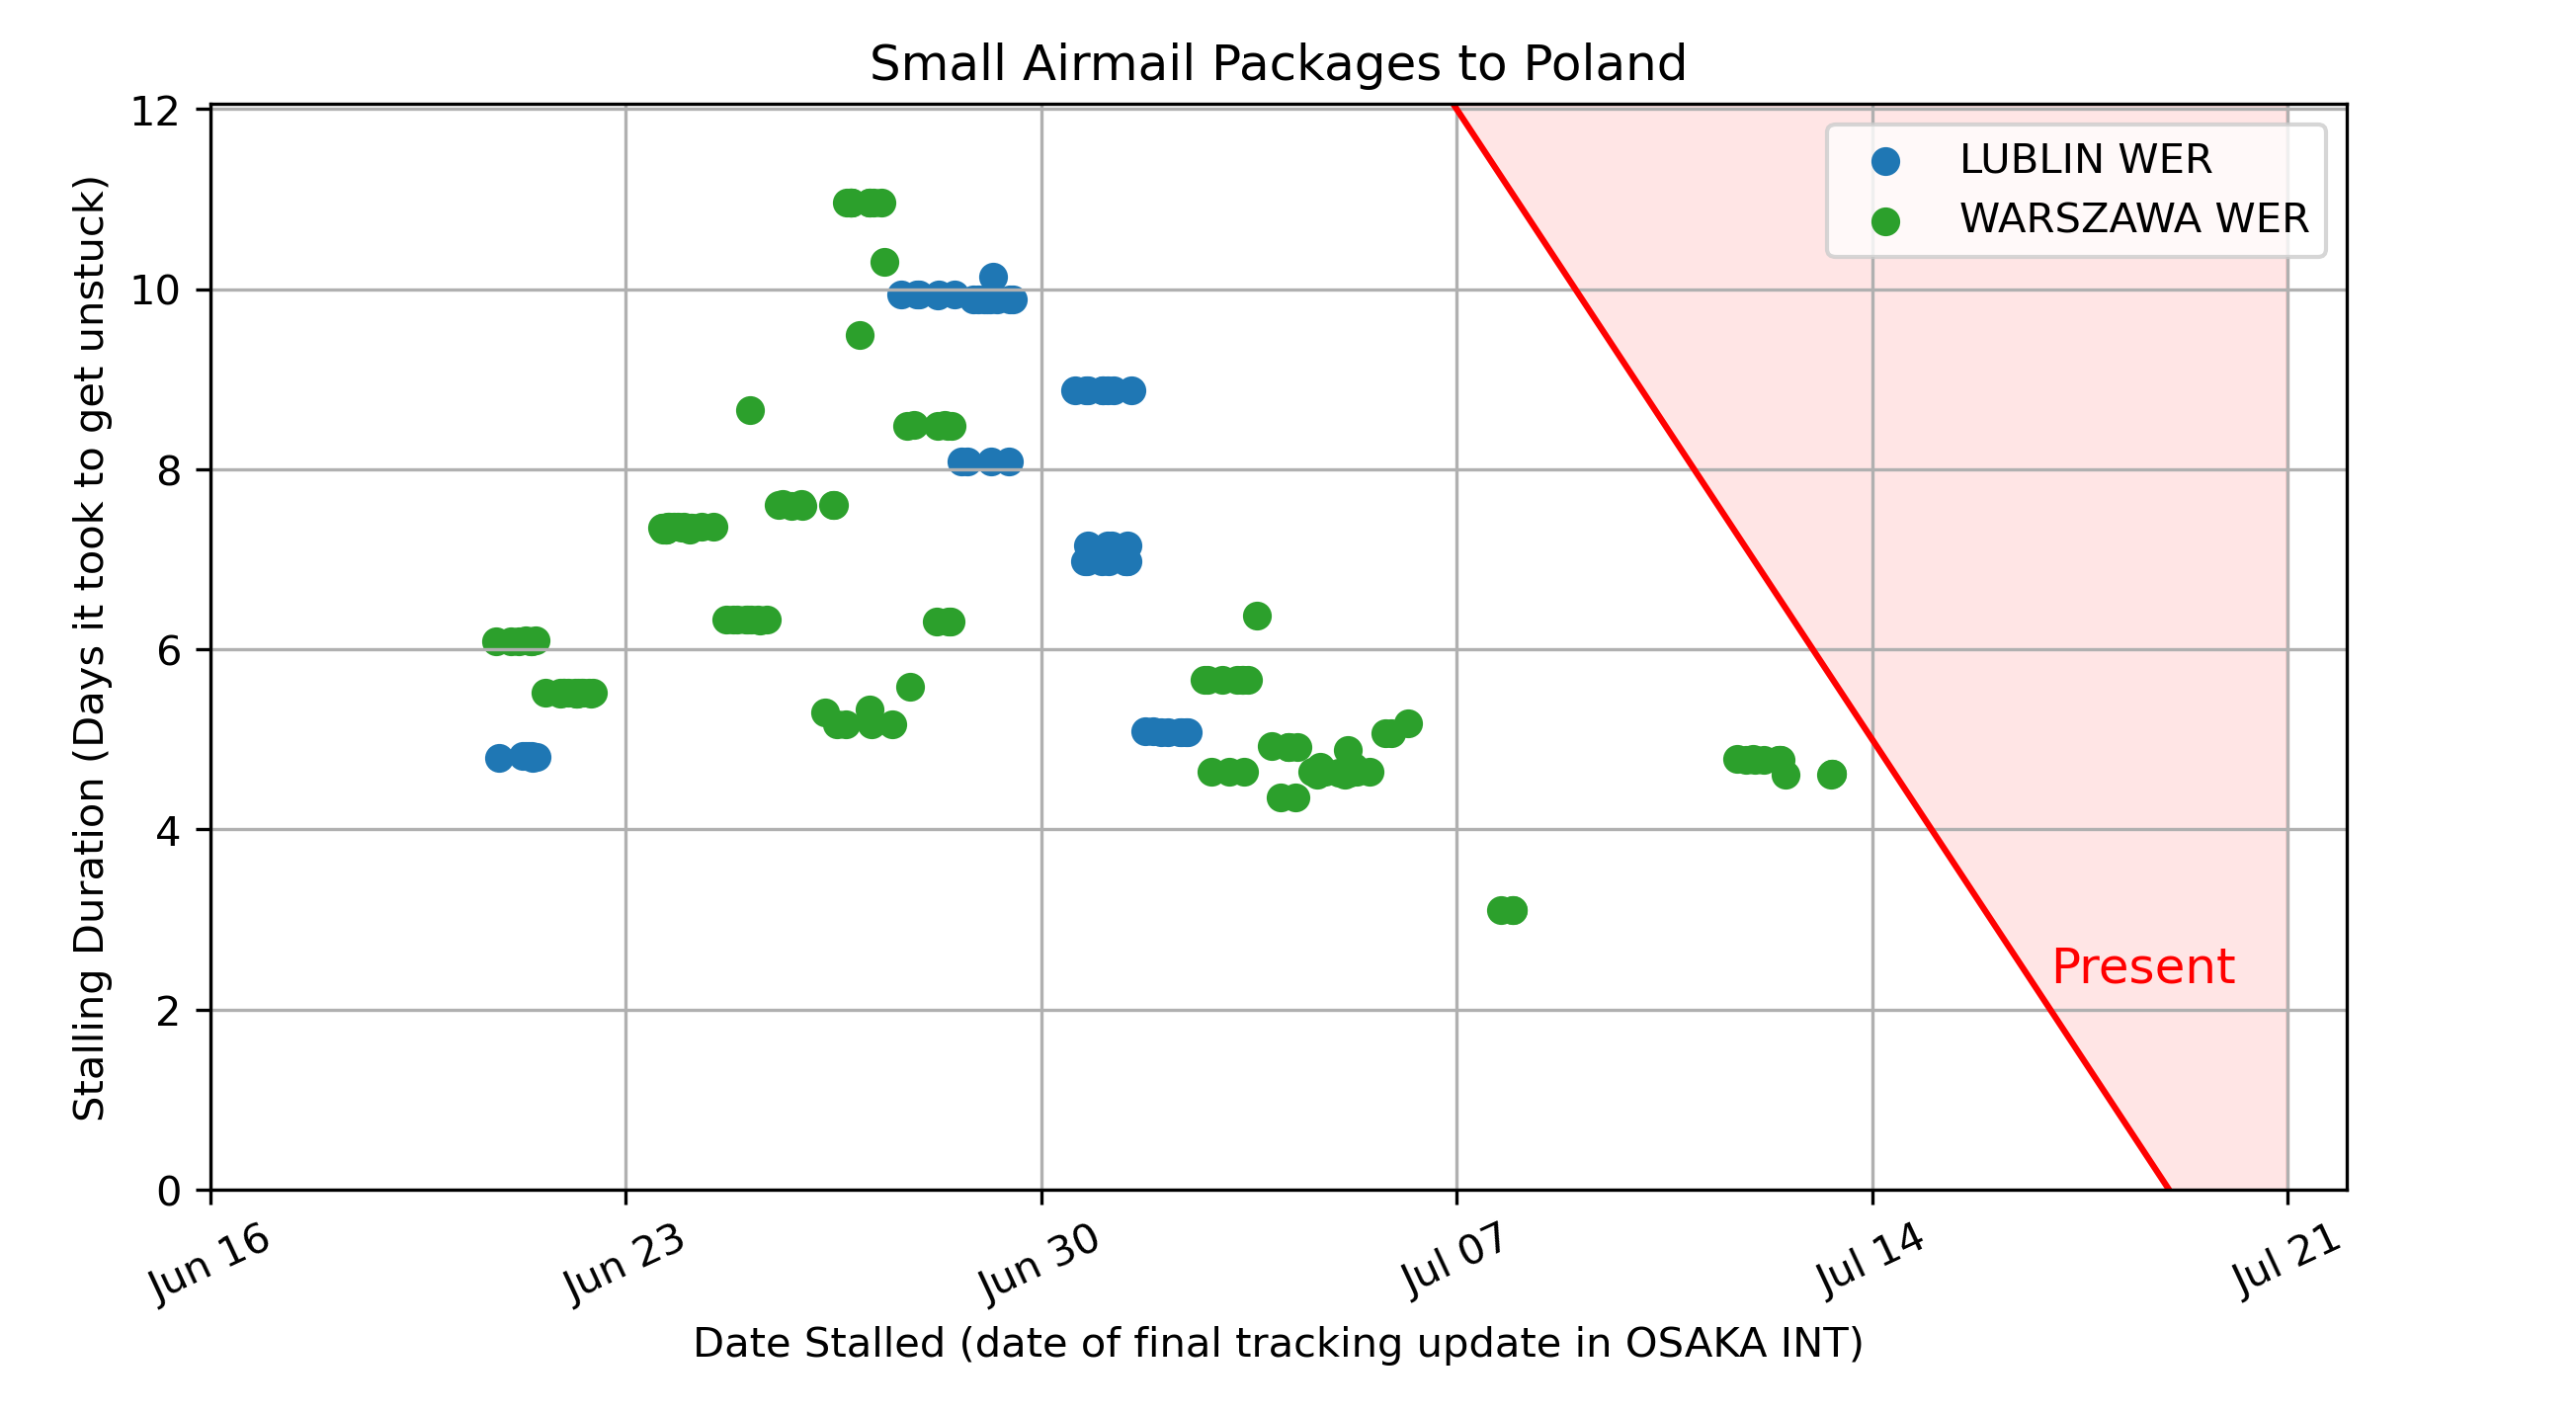 Small Airmail Packages to Poland
12
10
8
6
4
2
0
Stalling Duration (Days it took to get unstuck)
LUBLIN WER
WARSZAWA WER
Present
Jun 16
Jun 23
Jun 30
Jul 07
Jul 14
Jul 21
Date Stalled (date of final tracking update in OSAKA INT)